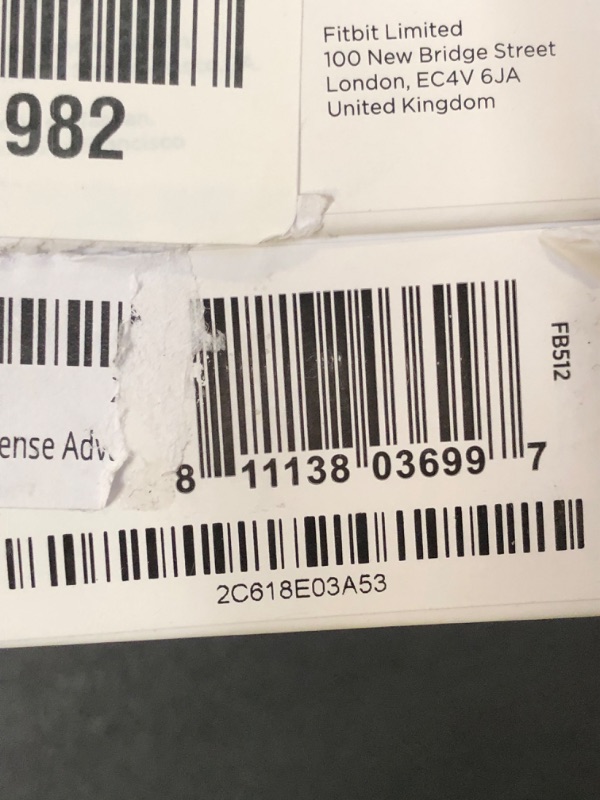 Fitbit Limited
100 New Bridge Street
London, EC4V 6JA
United Kingdom
982
FB512
ense Adv
8 11138 03699 7
2C618E03A53